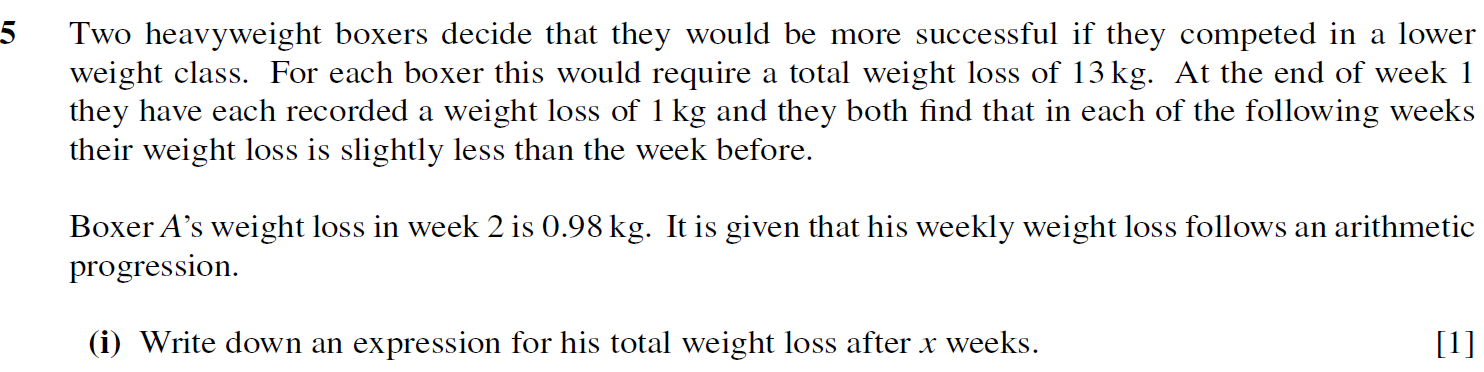 5 Two heavyweight boxers decide that they would be more successful if they competed in a lower
weight class. For each boxer this would require a total weight loss of 13 kg. At the end of week 1
they have each recorded a weight loss of 1 kg and they both find that in each of the following weeks
their weight loss is slightly less than the week before.
Boxer A's weight loss in week 2 is 0.98 kg. It is given that his weekly weight loss follows an arithmetic
progression.
(i) Write down an expression for his total weight loss after x weeks. [1]